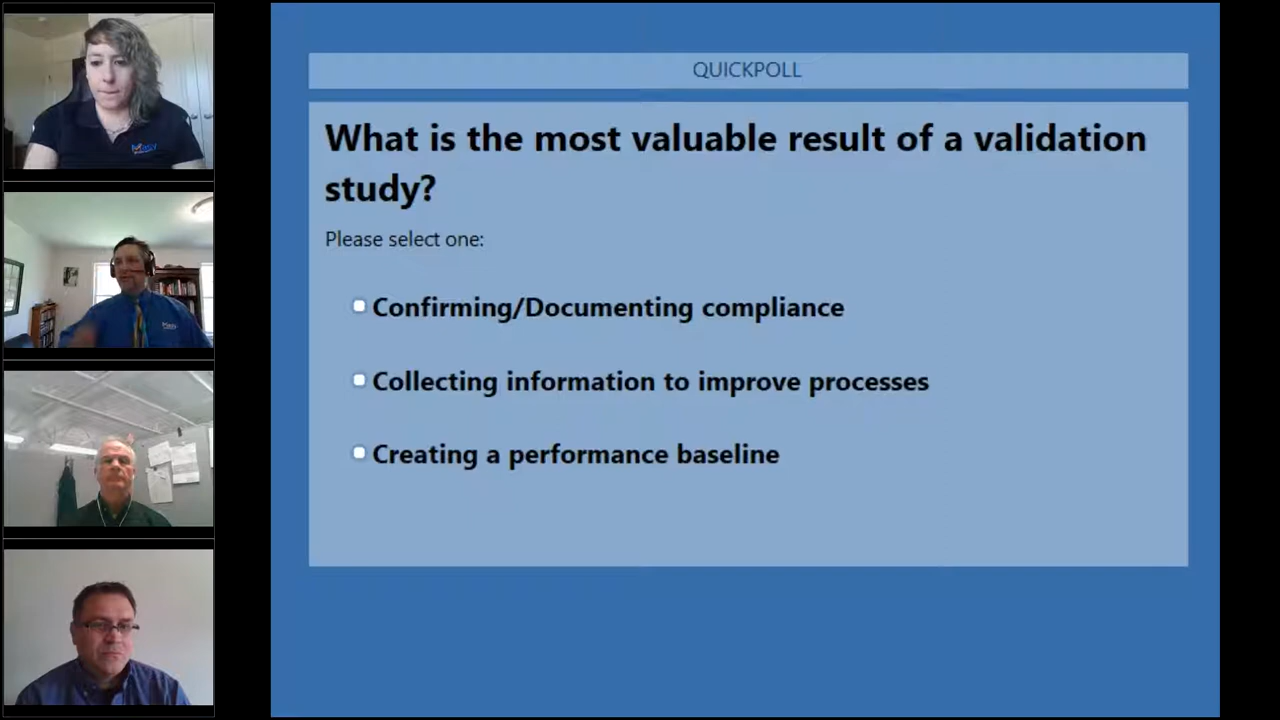 QUICKPOLL
What is the most valuable result of a validation
study?
Please select one:
Confirming/Documenting compliance
Collecting information to improve processes
Creating a performance baseline